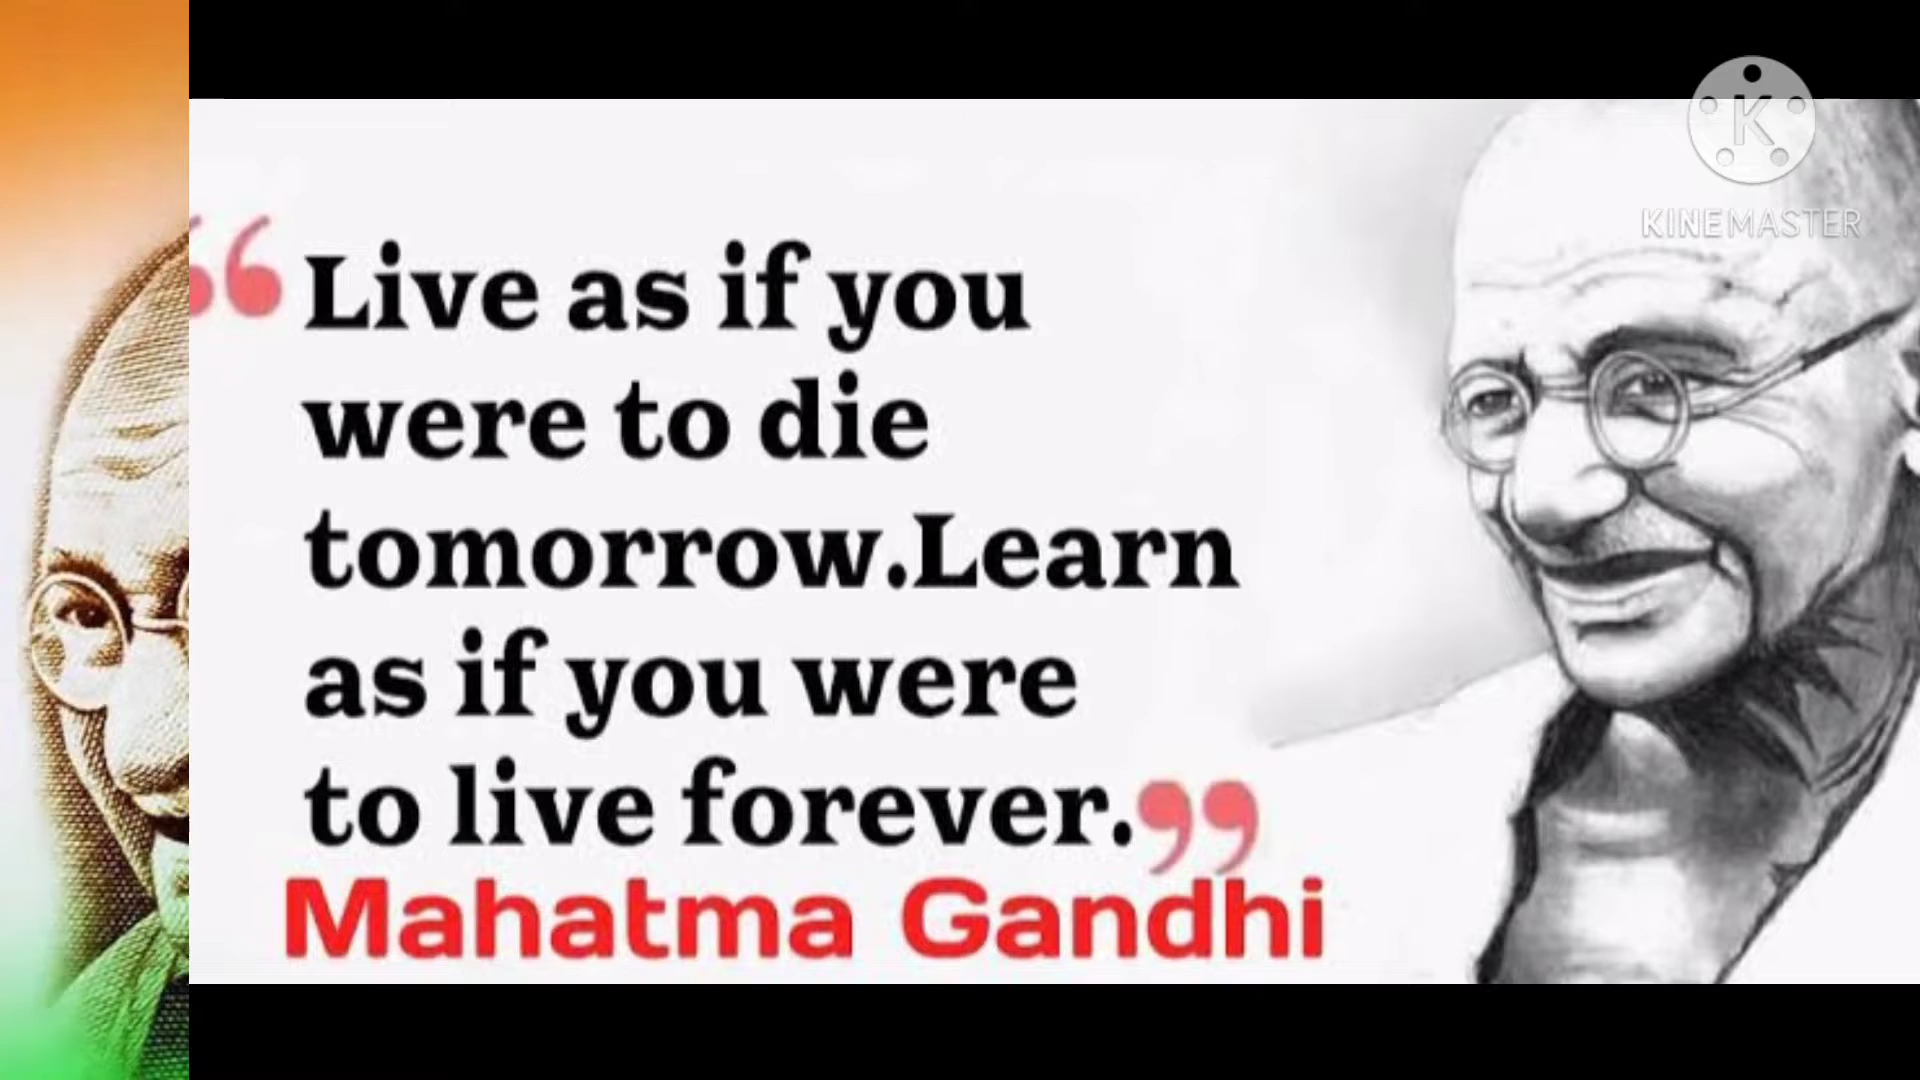 K
KINEMASTER
“Live as if you
were to die
tomorrow.Learn
as if you were
to live forever.”
Mahatma Gandhi